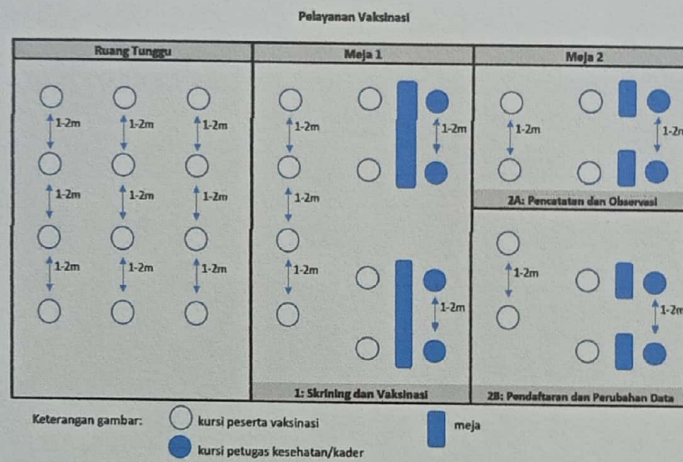 Pelayanan Vaksinasi
Ruang Tunggu
Meja 1
Meja 2
1-2m 1-2m 1-2m
1-2m 1-2m 1-2m
1-2m 1-2m 1-2m
1-2m
1-2m
1-2m
1-2m
1-2m
1: Skrining dan Vaksinasi
1-2m
1-2m
2A: Pencatatan dan Observasi
1-2m
1-2m
2B: Pendaftaran dan Perubahan Data
Keterangan gambar:
kursi peserta vaksinasi
meja
kursi petugas kesehatan/kader